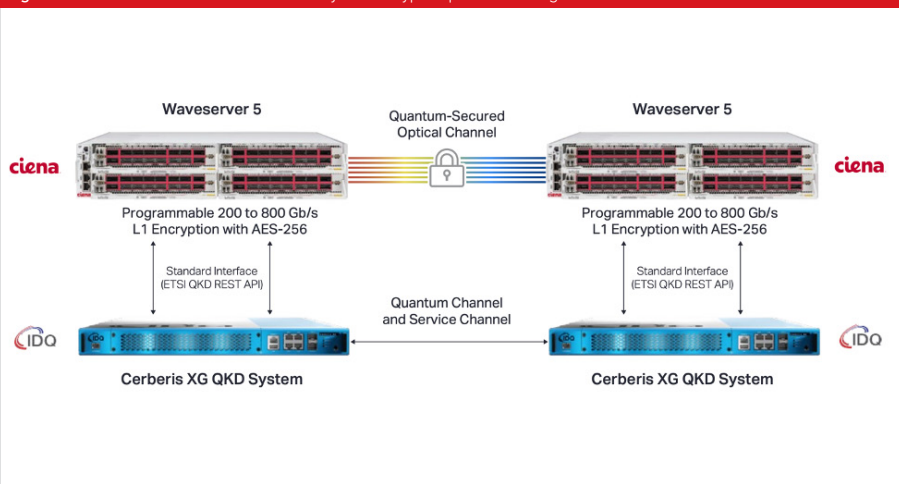 Waveserver 5
Waveserver 5
Quantum-Secured
Optical Channel
ciena
ciena
Programmable 200 to 800 Gb/s
L1 Encryption with AES-256
Programmable 200 to 800 Gb/s
L1 Encryption with AES-256
Standard Interface
(ETSI QKD REST API)
Standard Interface
(ETSI QKD REST API)
Quantum Channel
and Service Channel
IDQ
IDQ
IDQ
IDQ
Cerberis XG QKD System
Cerberis XG QKD System